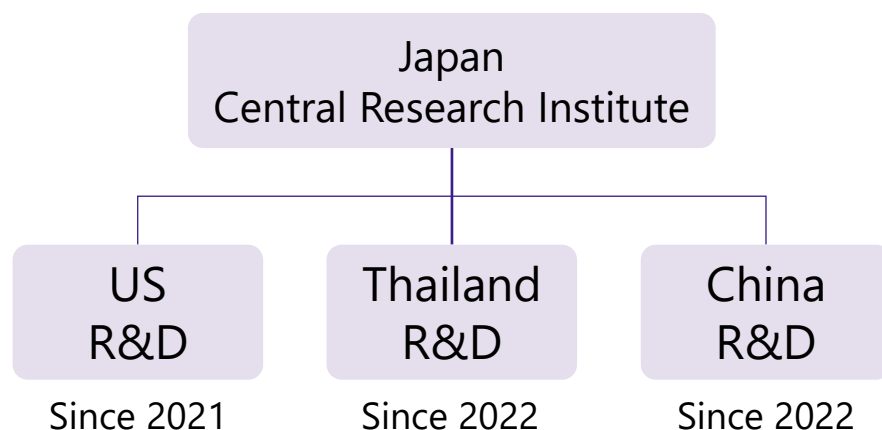 Japan
Central Research Institute
US
R&D
Thailand
R&D
China
R&D
Since 2021
Since 2022
Since 2022